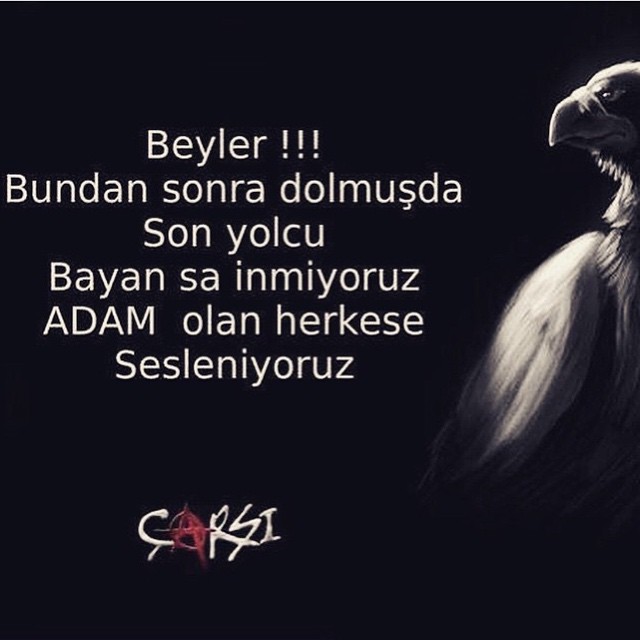 Beyler !!!
Bundan sonra dolmuşda
Son yolcu
Bayan sa inmiyoruz
ADAM olan herkese
Sesleniyoruz
ÇARŞI